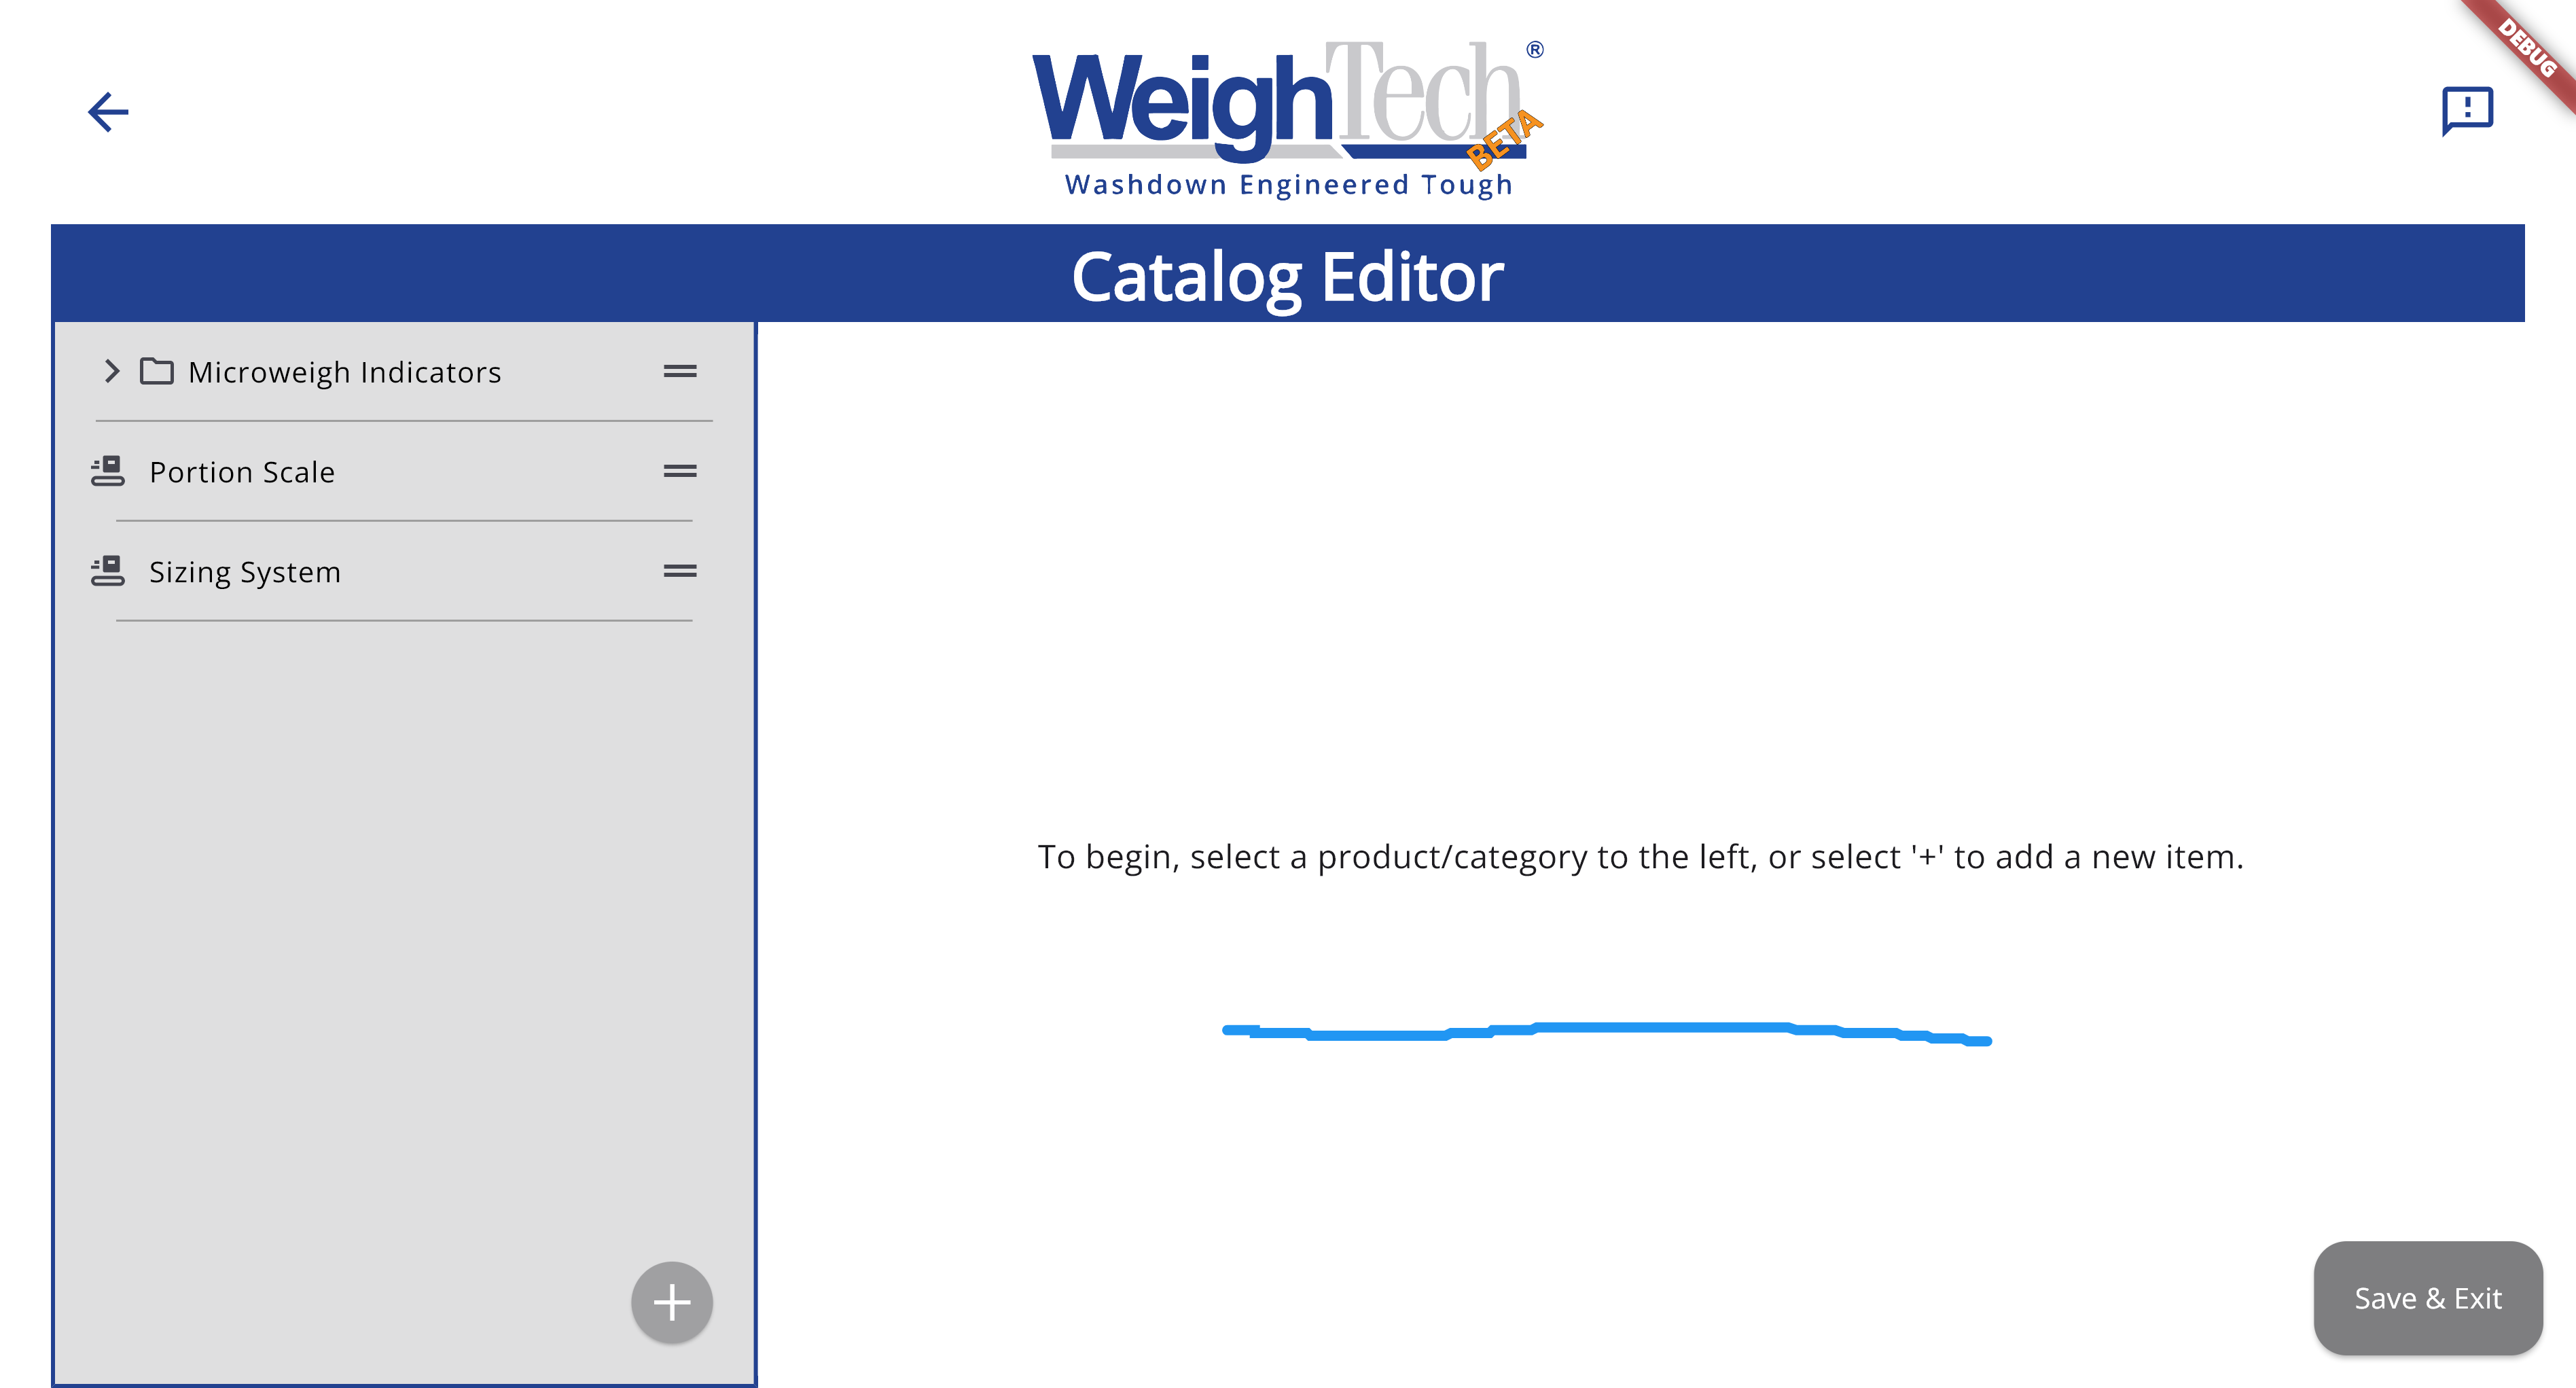 DEBUG
WeighTech®
BETA
Washdown Engineered Tough
Catalog Editor
Microweigh Indicators
Portion Scale
Sizing System
To begin, select a product/category to the left, or select '+' to add a new item.
Save & Exit